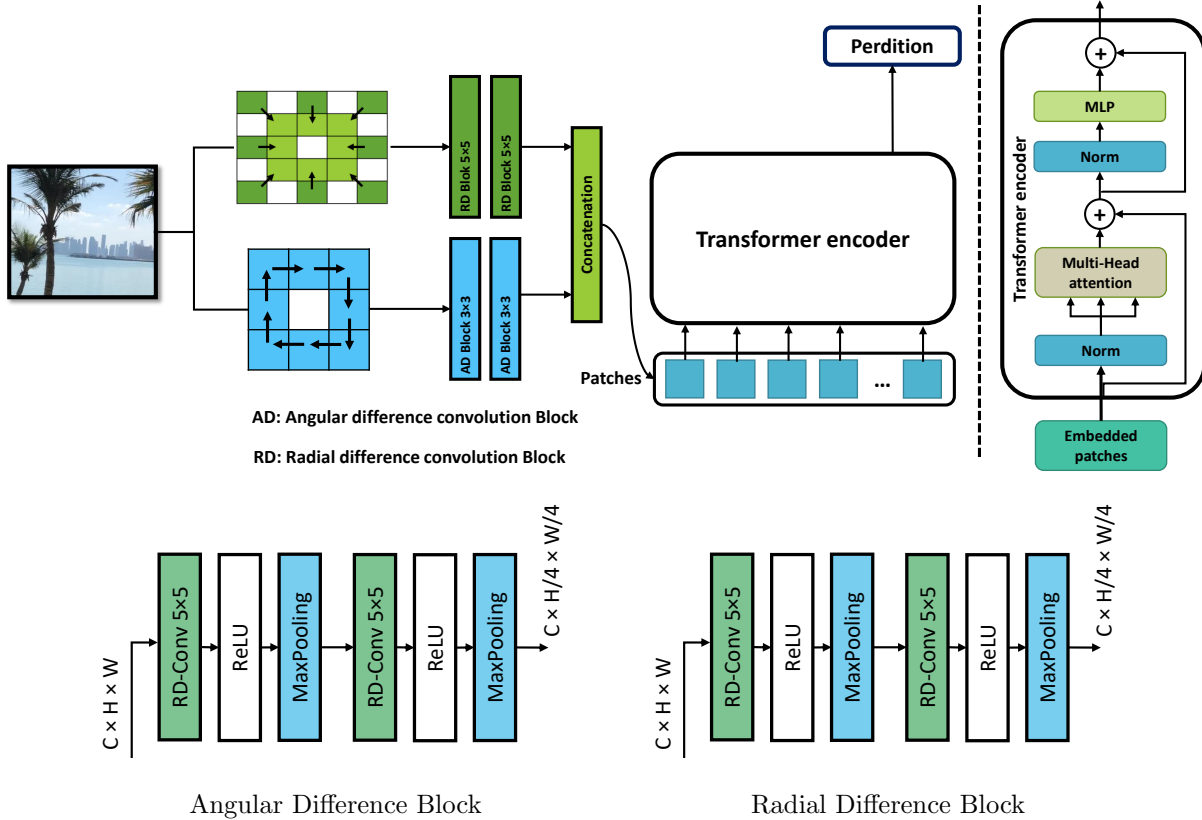 Perdition
RD Blok 5×5
RD Block 5×5
AD Block 3×3
AD Block 3×3
Concatenation
Transformer encoder
Patches
...
AD: Angular difference convolution Block
RD: Radial difference convolution Block
Transformer encoder
+
MLP
Norm
+
Multi-Head
attention
Norm
Embedded
patches
C × H × W
RD-Conv 5×5
ReLU
MaxPooling
RD-Conv 5×5
ReLU
MaxPooling
C × H/4 × W/4
Angular Difference Block
C × H × W
RD-Conv 5×5
ReLU
MaxPooling
RD-Conv 5×5
ReLU
MaxPooling
C × H/4 × W/4
Radial Difference Block